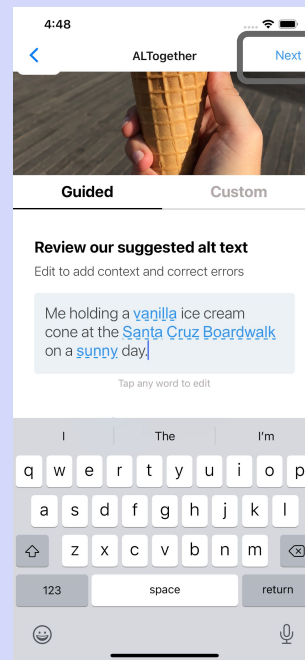 4:48
ALTogether
Next
Guided
Custom
Review our suggested alt text
Edit to add context and correct errors
Me holding a vanilla ice cream
cone at the Santa Cruz Boardwalk
on a sunny day.
Tap any word to edit
I
The
I'm
q w e r t y u i o p
a s d f g h j k l
z x c v b n m
123
space
return